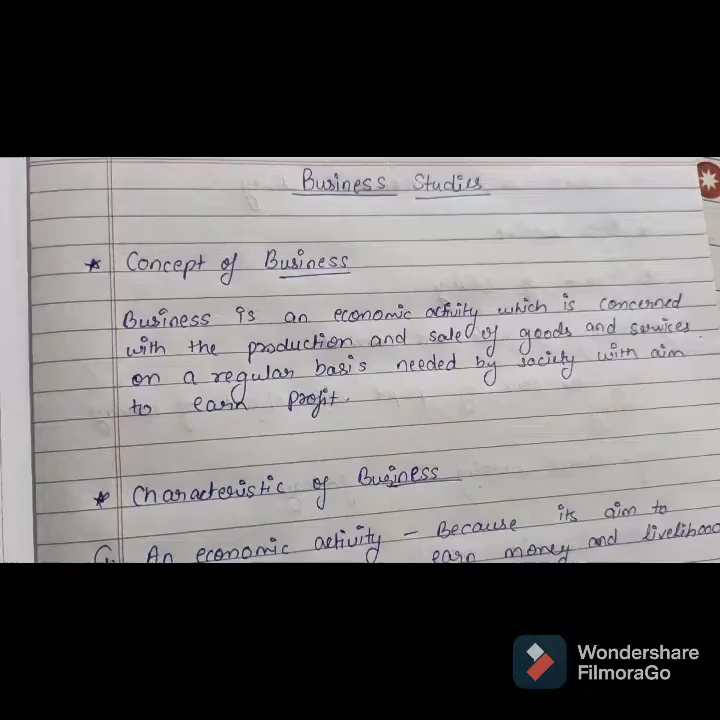 Business Studies
* Concept of Business
Business is an economic activity which is concerned
with the production and sale of goods and services
on a regular basis needed by society with aim
to earn profit.
* Characteristic of Business
An economic activity - Because its aim to
earn money and livelihood
Wondershare
FilmoraGo